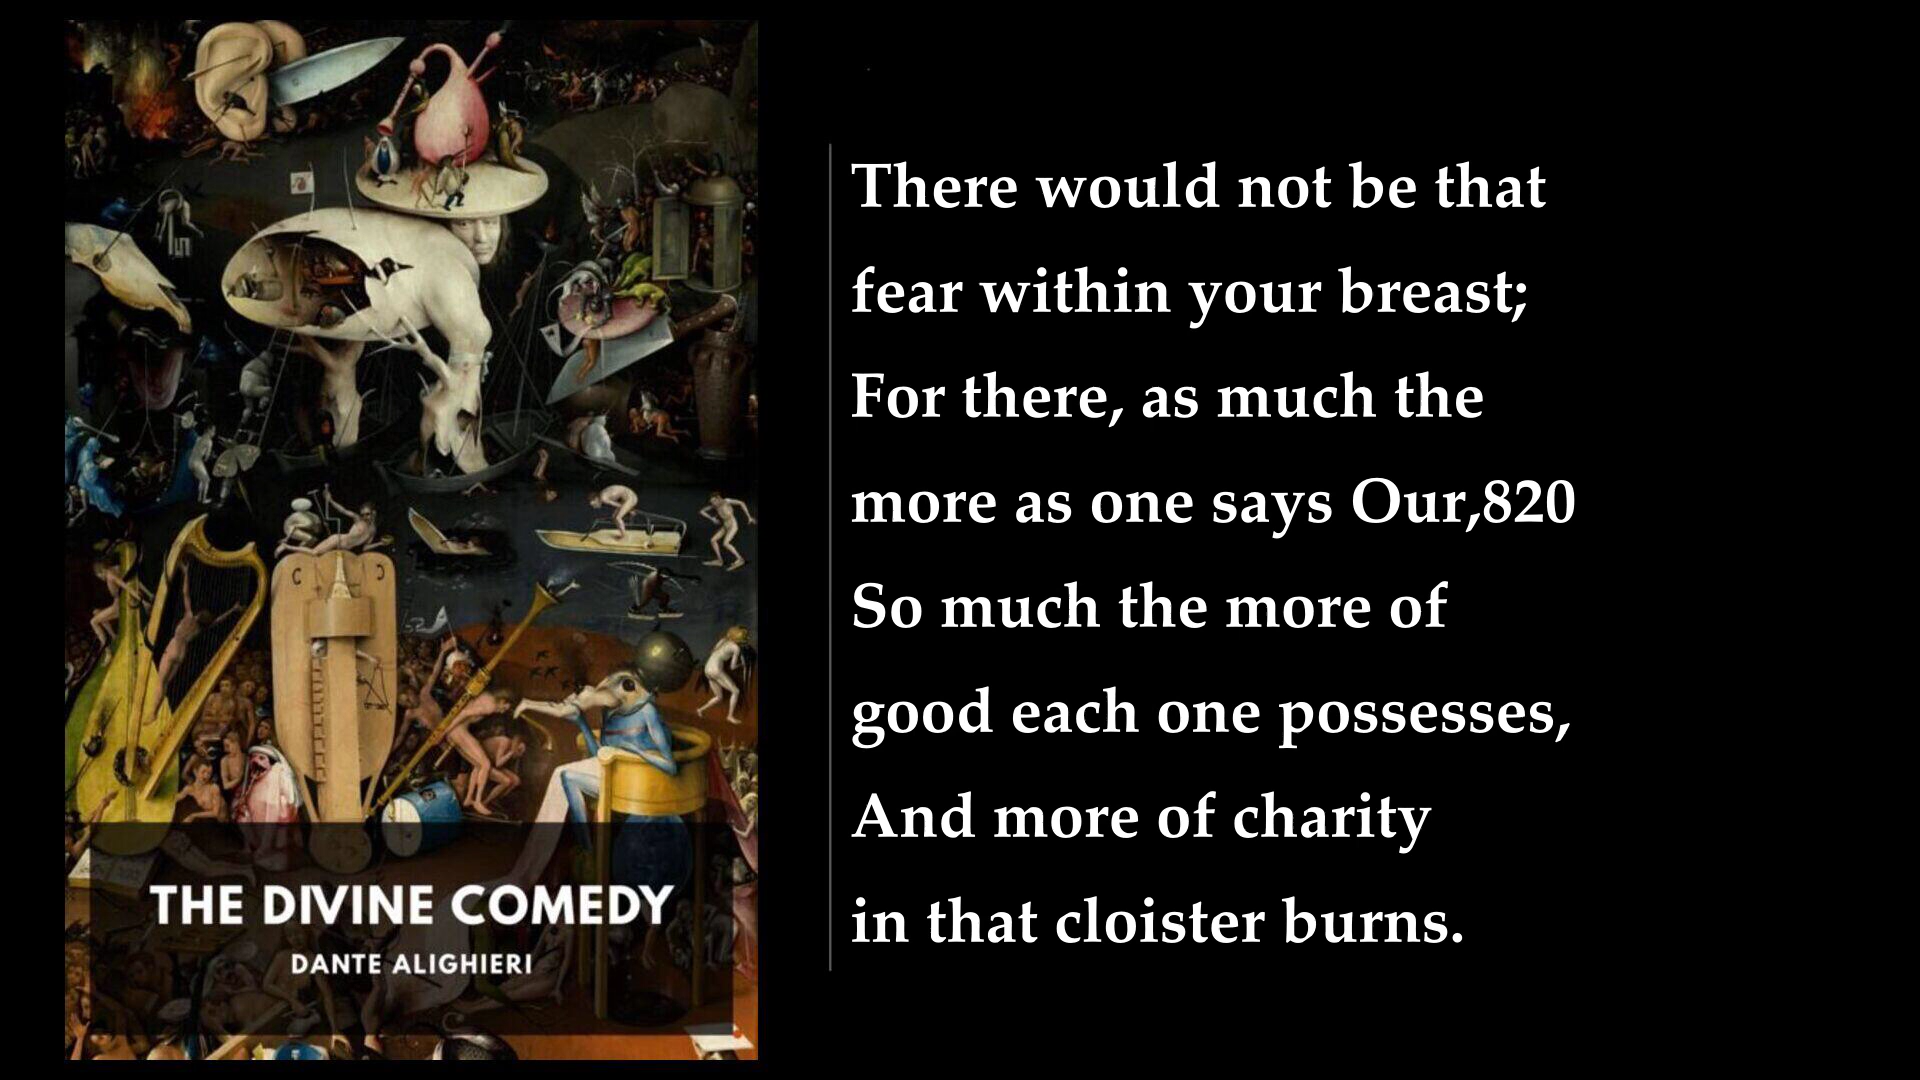 There would not be that
fear within your breast;
For there, as much the
more as one says Our,820
So much the more of
good each one possesses,
And more of charity
in that cloister burns.
THE DIVINE COMEDY
DANTE ALIGHIERI